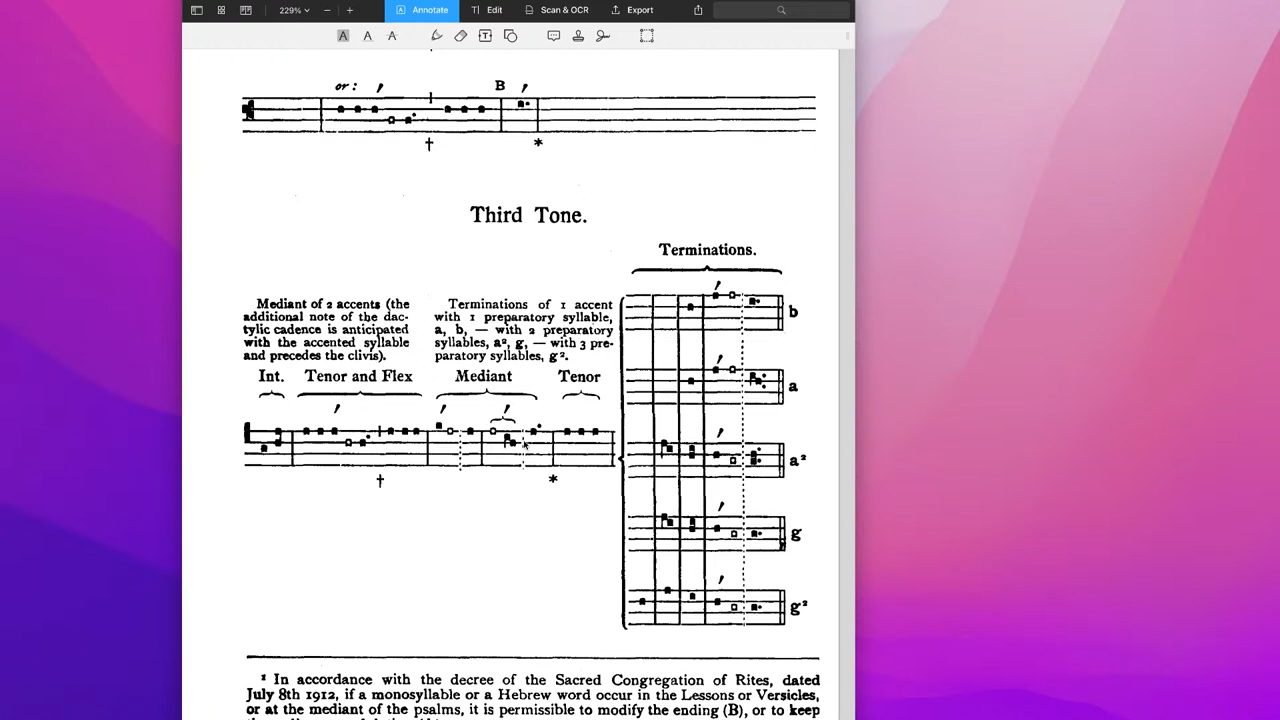 229%
Annotate
Edit
Scan & OCR
Export
or:
B
†
*
Third Tone.
Terminations.
Mediant of 2 accents (the
additional note of the dac-
tylic cadence is anticipated
with the accented syllable
and precedes the clivis).
Terminations of 1 accent
with 1 preparatory syllable,
a, b, — with 2 preparatory
syllables, a², g, — with 3 pre-
paratory syllables, g².
Int.
Tenor and Flex
Mediant
Tenor
†
*
b
a
a²
g
g²
¹ In accordance with the decree of the Sacred Congregation of Rites, dated
July 8th 1912, if a monosyllable or a Hebrew word occur in the Lessons or Versicles,
or at the mediant of the psalms, it is permissible to modify the ending (B), or to keep